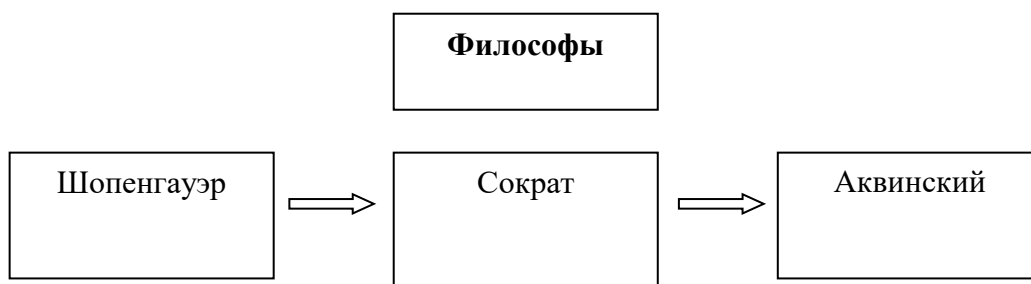 Философы
Шопенгауэр
Сократ
Аквинский